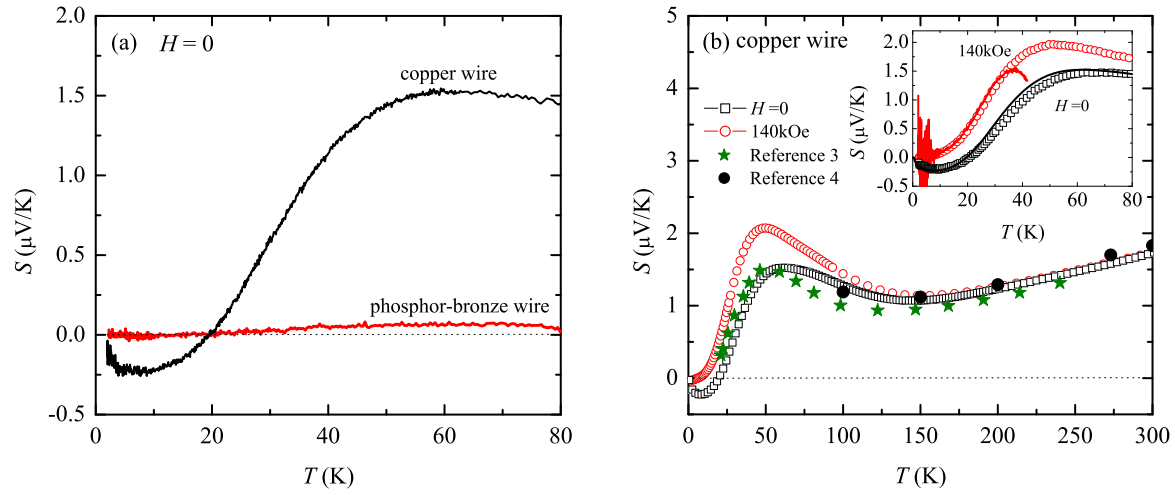 (a) H = 0
copper wire
phosphor-bronze wire
2.0
1.5
1.0
0.5
0.0
-0.5
S (μV/K)
0 20 40 60 80
T (K)
(b) copper wire
H = 0
140kOe
Reference 3
Reference 4
5
4
3
2
1
0
5
S (μV/K)
0 50 100 150 200 250 300
T (K)
140kOe
H = 0
2.0
1.5
1.0
0.5
0.0
-0.5
S (μV/K)
0 20 40 60 80
T (K)